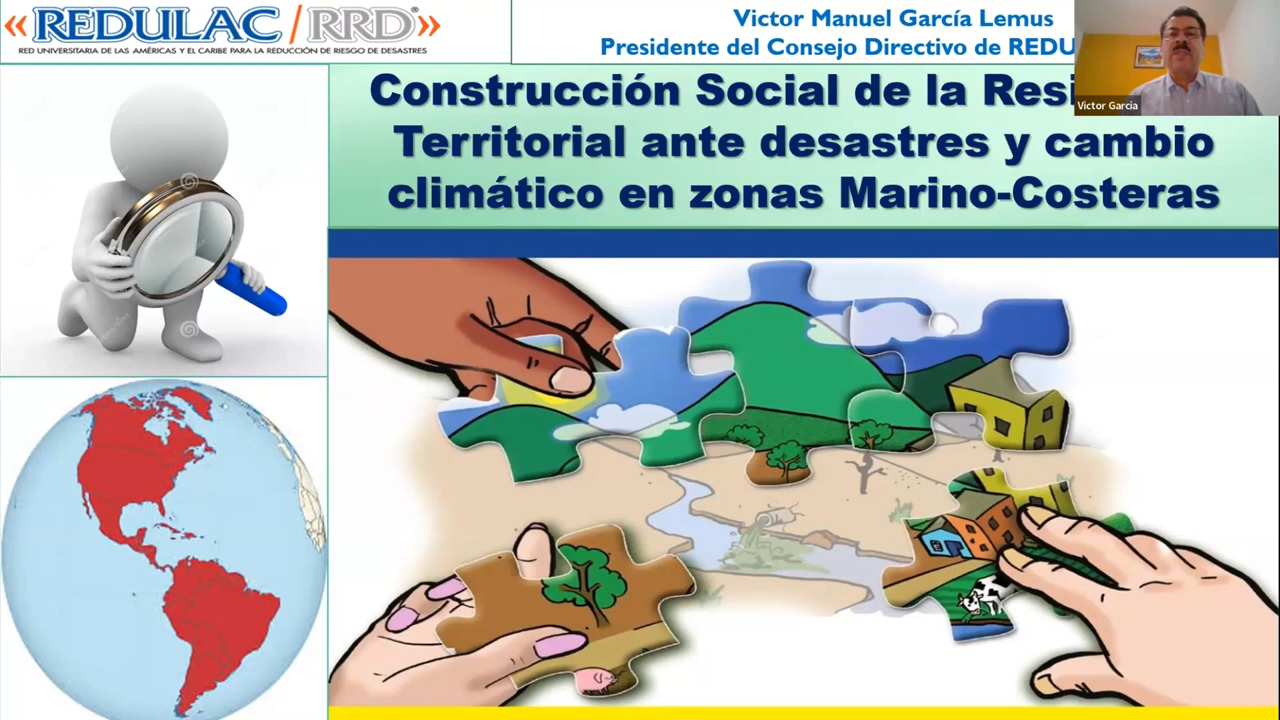 «REDULAC/RRD®»
RED UNIVERSITARIA DE LAS AMÉRICAS Y EL CARIBE PARA LA REDUCCIÓN DE RIESGO DE DESASTRES
Victor Manuel García Lemus
Presidente del Consejo Directivo de REDU
Victor García
Construcción Social de la Resi
Territorial ante desastres y cambio
climático en zonas Marino-Costeras